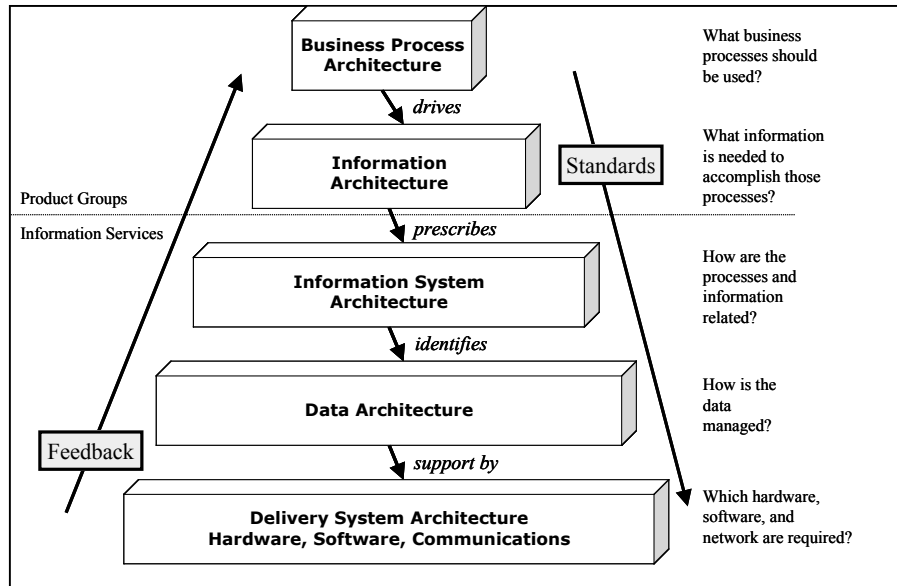 Business Process
Architecture
What business
processes should
be used?
drives
Information
Architecture
Standards
What information
is needed to
accomplish those
processes?
Product Groups
Information Services
prescribes
Information System
Architecture
How are the
processes and
information
related?
identifies
Data Architecture
How is the
data
managed?
Feedback
support by
Delivery System Architecture
Hardware, Software, Communications
Which hardware,
software, and
network are required?